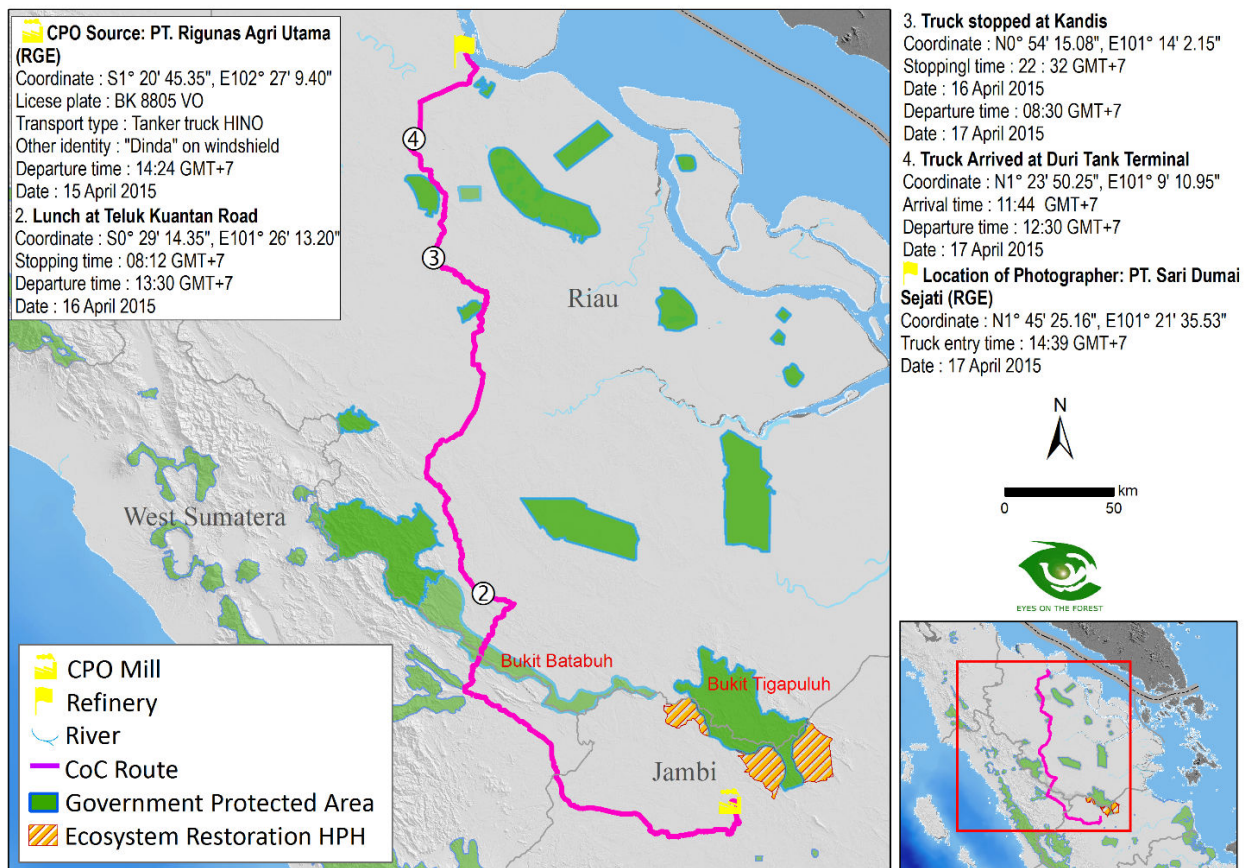 CPO Source: PT. Rigunas Agri Utama
(RGE)
Coordinate : S1° 20' 45.35", E102° 27' 9.40"
Licese plate : BK 8805 VO
Transport type : Tanker truck HINO
Other identity : "Dinda" on windshield
Departure time : 14:24 GMT+7
Date : 15 April 2015
2. Lunch at Teluk Kuantan Road
Coordinate : S0° 29' 14.35", E101° 26' 13.20"
Stopping time : 08:12 GMT+7
Departure time : 13:30 GMT+7
Date : 16 April 2015
3. Truck stopped at Kandis
Coordinate : N0° 54' 15.08", E101° 14' 2.15"
Stoppingl time : 22 : 32 GMT+7
Date : 16 April 2015
Departure time : 08:30 GMT+7
Date : 17 April 2015
4. Truck Arrived at Duri Tank Terminal
Coordinate : N1° 23' 50.25", E101° 9' 10.95"
Arrival time : 11:44 GMT+7
Departure time : 12:30 GMT+7
Date : 17 April 2015
Location of Photographer: PT. Sari Dumai
Sejati (RGE)
Coordinate : N1° 45' 25.16", E101° 21' 35.53"
Truck entry time : 14:39 GMT+7
Date : 17 April 2015
4
3
Riau
West Sumatera
2
Bukit Batabuh
Bukit Tigapuluh
Jambi
CPO Mill
Refinery
River
CoC Route
Government Protected Area
Ecosystem Restoration HPH
N
km
0 50
EYES ON THE FOREST